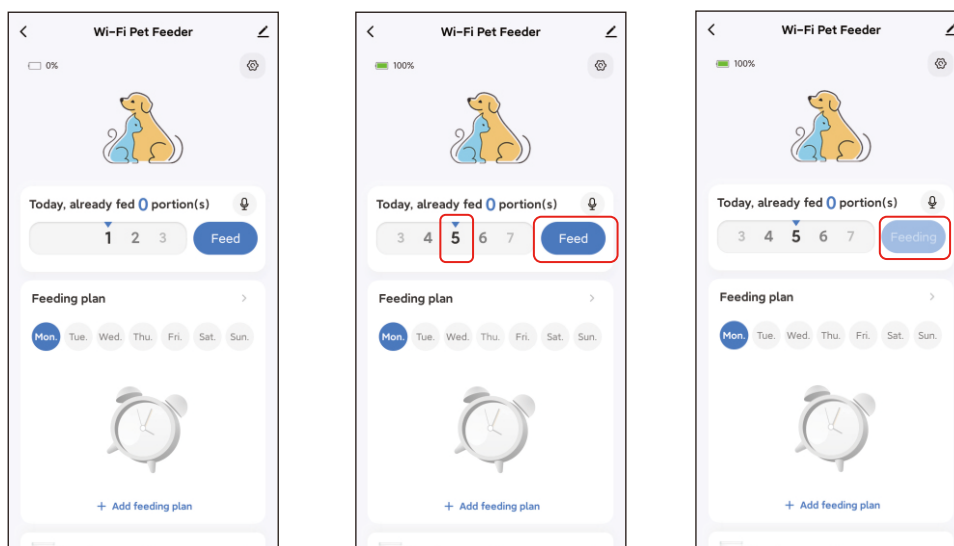 Wi-Fi Pet Feeder
0%
Today, already fed 0 portion(s)
1 2 3 Feed
Feeding plan
Mon. Tue. Wed. Thu. Fri. Sat. Sun.
+ Add feeding plan
Wi-Fi Pet Feeder
100%
Today, already fed 0 portion(s)
3 4 5 6 7 Feed
Feeding plan
Mon. Tue. Wed. Thu. Fri. Sat. Sun.
+ Add feeding plan
Wi-Fi Pet Feeder
100%
Today, already fed 0 portion(s)
3 4 5 6 7 Feeding
Feeding plan
Mon. Tue. Wed. Thu. Fri. Sat. Sun.
+ Add feeding plan